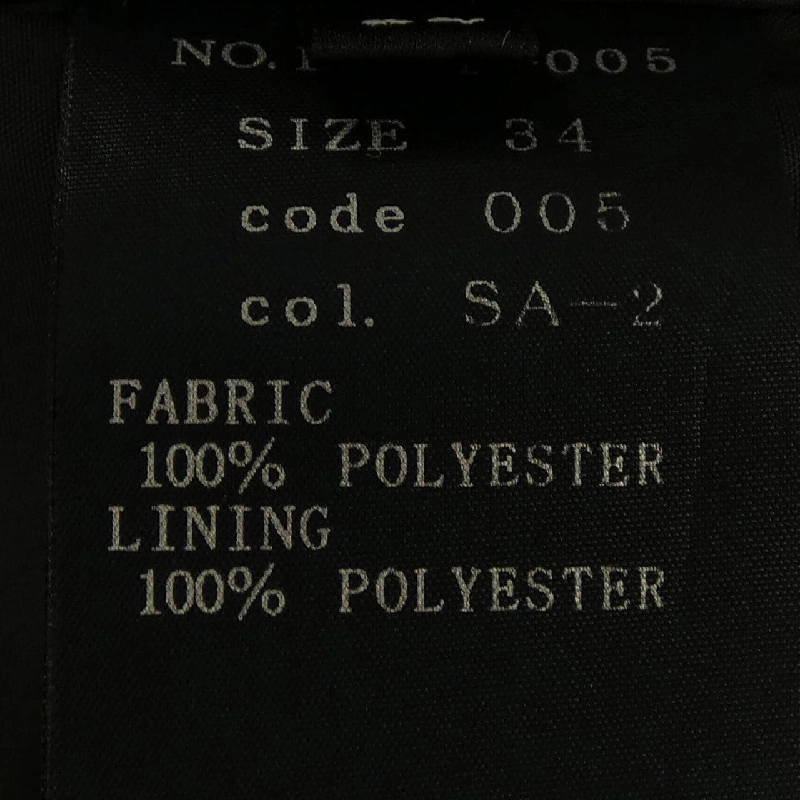 NO. 005
SIZE 34
code 005
col. SA-2
FABRIC
100% POLYESTER
LINING
100% POLYESTER